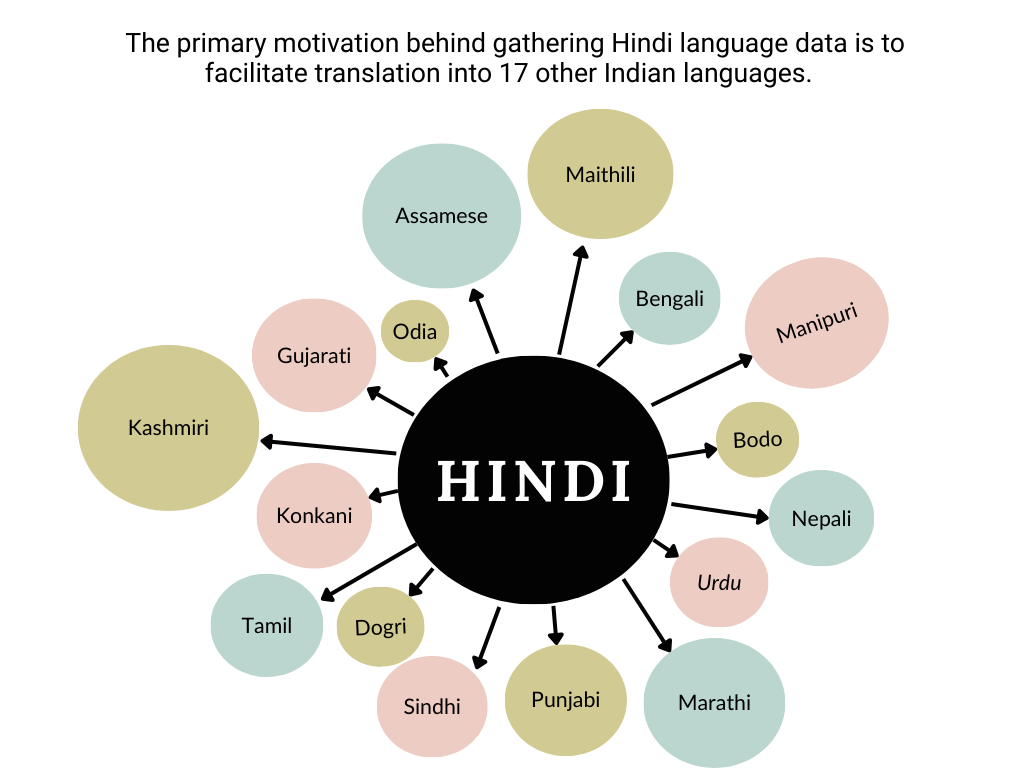 The primary motivation behind gathering Hindi language data is to
facilitate translation into 17 other Indian languages.
Maithili
Assamese
Bengali
Manipuri
Odia
Gujarati
Kashmiri
Bodo
HINDI
Konkani
Nepali
Urdu
Tamil
Dogri
Sindhi
Punjabi
Marathi